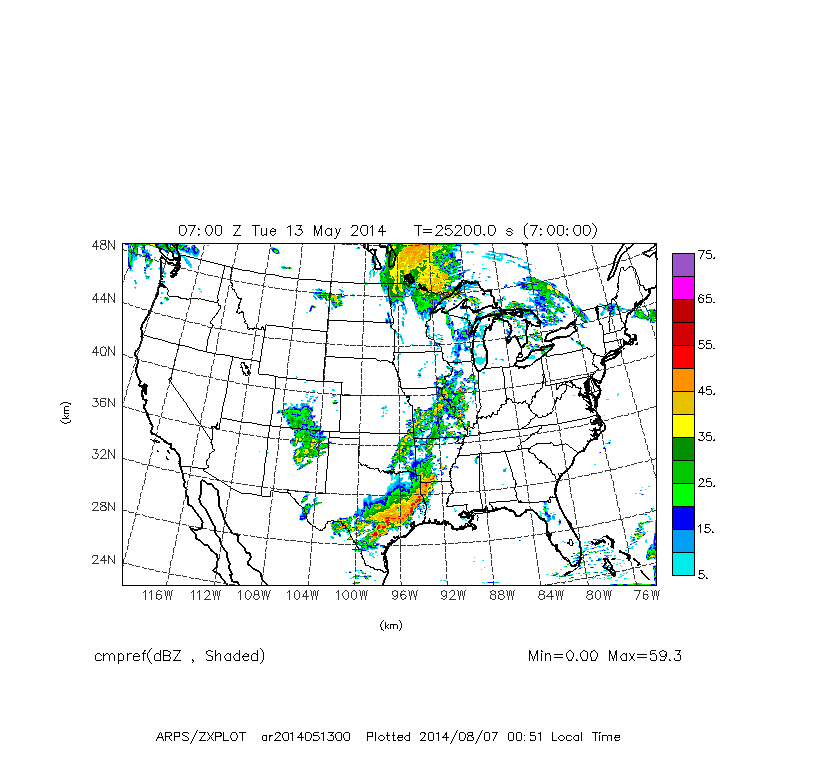 07:00 Z Tue 13 May 2014 T=25200.0 s (7:00:00)
48N
44N
40N
36N
32N
28N
24N
(km)
116W 112W 108W 104W 100W 96W 92W 88W 84W 80W 76W
(km)
75.
65.
55.
45.
35.
25.
15.
5.
cmpref(dBZ , Shaded)
Min=0.00 Max=59.3
ARPS/ZXPLOT ar2014051300 Plotted 2014/08/07 00:51 Local Time